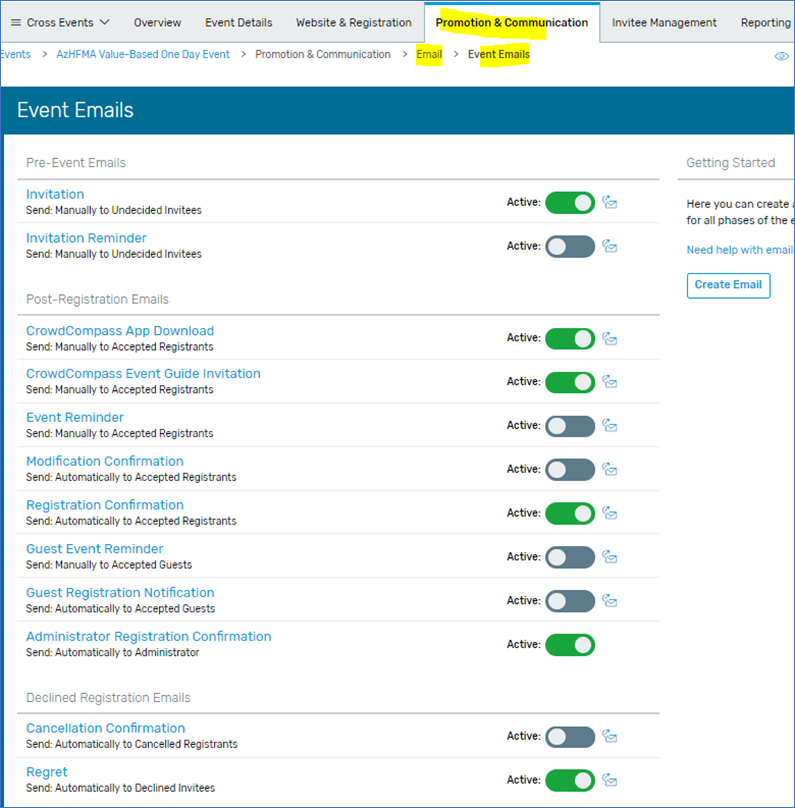 Cross Events Overview Event Details Website & Registration Promotion & Communication Invitee Management Reporting
Events > AzHFMA Value-Based One Day Event > Promotion & Communication > Email > Event Emails
Event Emails
Pre-Event Emails
Invitation
Send: Manually to Undecided Invitees
Active:
Invitation Reminder
Send: Manually to Undecided Invitees
Active:
Post-Registration Emails
CrowdCompass App Download
Send: Manually to Accepted Registrants
Active:
CrowdCompass Event Guide Invitation
Send: Manually to Accepted Registrants
Active:
Event Reminder
Send: Manually to Accepted Registrants
Active:
Modification Confirmation
Send: Automatically to Accepted Registrants
Active:
Registration Confirmation
Send: Automatically to Accepted Registrants
Active:
Guest Event Reminder
Send: Manually to Accepted Guests
Active:
Guest Registration Notification
Send: Automatically to Accepted Guests
Active:
Administrator Registration Confirmation
Send: Automatically to Administrator
Active:
Declined Registration Emails
Cancellation Confirmation
Send: Automatically to Cancelled Registrants
Active:
Regret
Send: Automatically to Declined Invitees
Active:
Getting Started
Here you can create a
for all phases of the e
Need help with email
Create Email